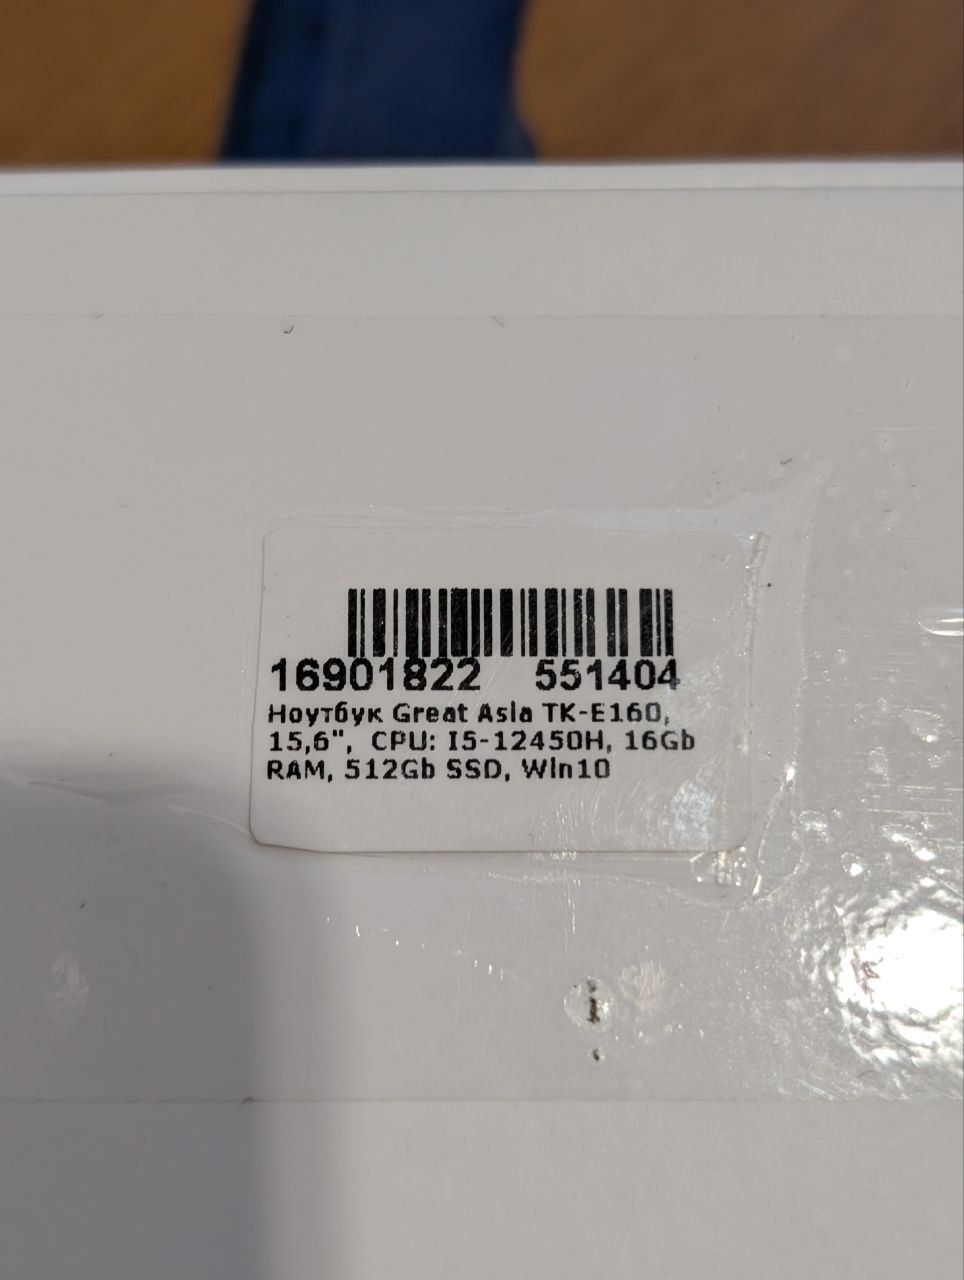 16901822 551404
Ноутбук Great Asia TK-E160,
15,6", CPU: I5-12450H, 16Gb
RAM, 512Gb SSD, Win10